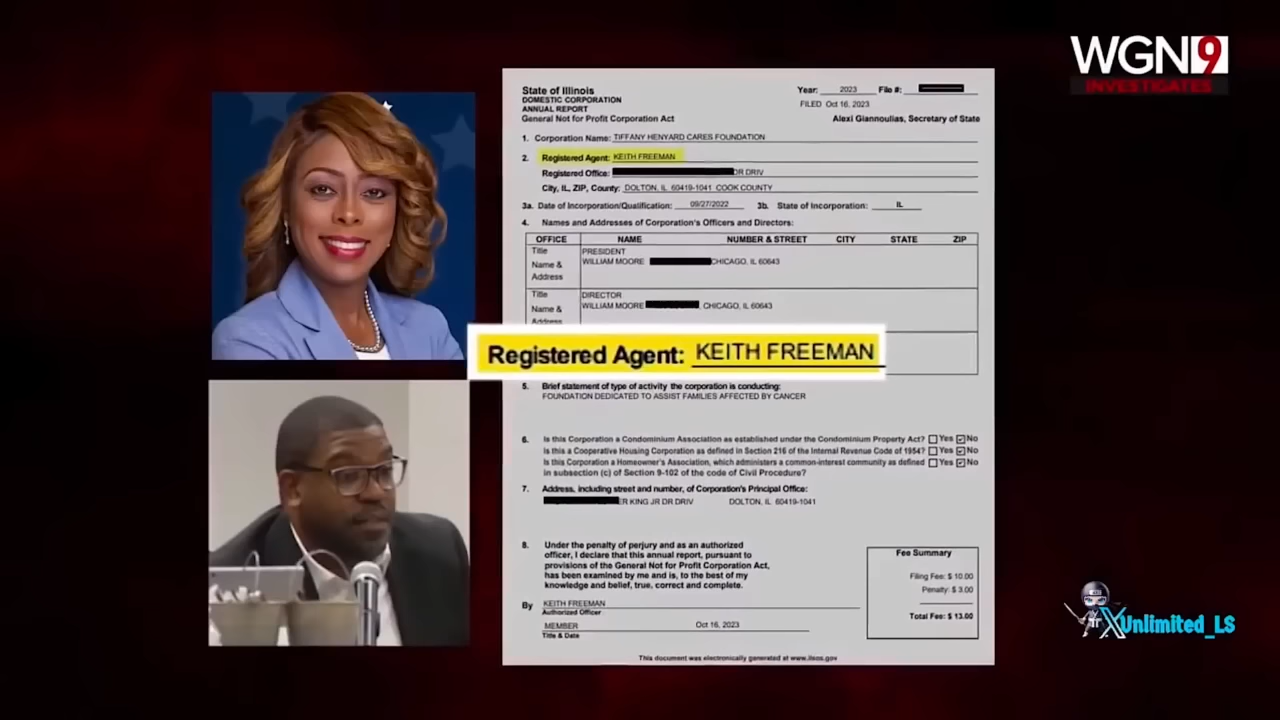 WGN9
INVESTIGATES
State of Illinois
DOMESTIC CORPORATION
ANNUAL REPORT
General Not for Profit Corporation Act
Year: 2023 File #:
FILED Oct 16, 2023
Alexi Giannoulias, Secretary of State
1. Corporation Name: TIFFANY HENYARD CARES FOUNDATION
2. Registered Agent: KEITH FREEMAN
Registered Office: DR DRIV
City, IL, ZIP, County: DOLTON, IL 60419-1041 COOK COUNTY
3a. Date of Incorporation/Qualification: 09/27/2022 3b. State of Incorporation: IL
4. Names and Addresses of Corporation's Officers and Directors:
OFFICE NAME NUMBER & STREET CITY STATE ZIP
Title PRESIDENT
Name & WILLIAM MOORE CHICAGO, IL 60643
Address
Title DIRECTOR
Name & WILLIAM MOORE , CHICAGO, IL 60643
Address
Registered Agent: KEITH FREEMAN
5. Brief statement of type of activity the corporation is conducting:
FOUNDATION DEDICATED TO ASSIST FAMILIES AFFECTED BY CANCER
6. Is this Corporation a Condominium Association as established under the Condominium Property Act? Yes No
Is this a Cooperative Housing Corporation as defined in Section 216 of the Internal Revenue Code of 1954? Yes No
Is this Corporation a Homeowner's Association, which administers a common-interest community as defined Yes No
in subsection (c) of Section 9-102 of the code of Civil Procedure?
7. Address, including street and number, of Corporation's Principal Office:
ER KING JR DR DRIV DOLTON, IL 60419-1041
8. Under the penalty of perjury and as an authorized
officer, I declare that this annual report, pursuant to
provisions of the General Not for Profit Corporation Act,
has been examined by me and is, to the best of my
knowledge and belief, true, correct and complete.
By KEITH FREEMAN
Authorized Officer
MEMBER Oct 16, 2023
Title & Date
Fee Summary
Filing Fee: $ 10.00
Penalty: $ 3.00
Total Fee: $ 13.00
This document was electronically generated at www.ilsos.gov
XUnlimited_LS